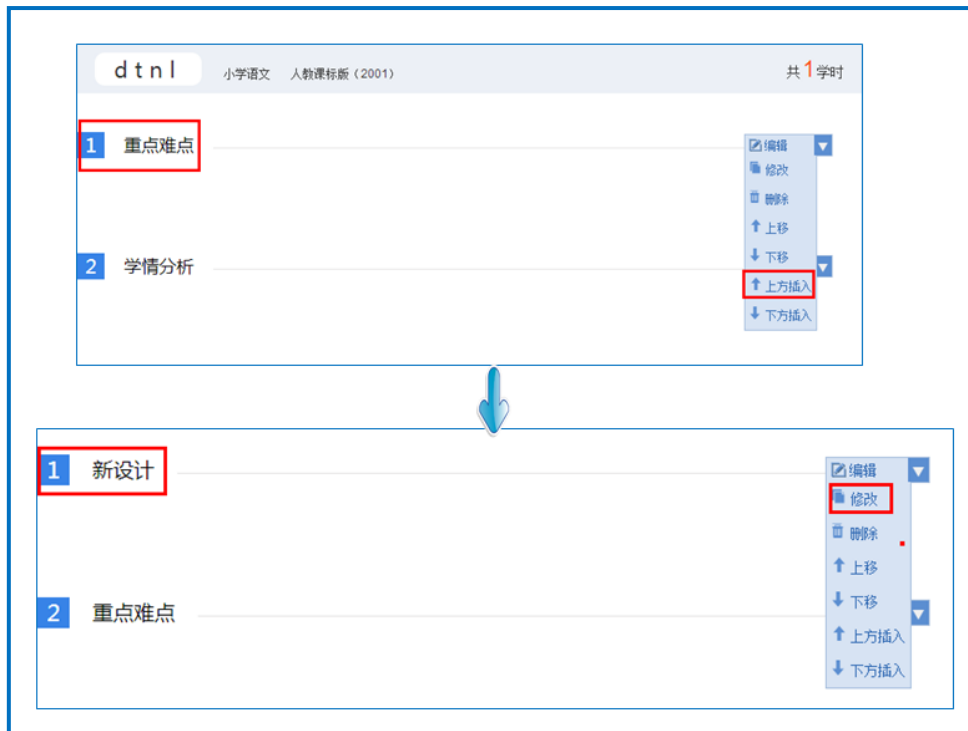 dtnl 小学语文 人教课标版（2001） 共1学时
1 重点难点
编辑
修改
删除
上移
下移
2 学情分析
上方插入
下方插入
1 新设计
编辑
修改
删除
上移
下移
2 重点难点
上方插入
下方插入